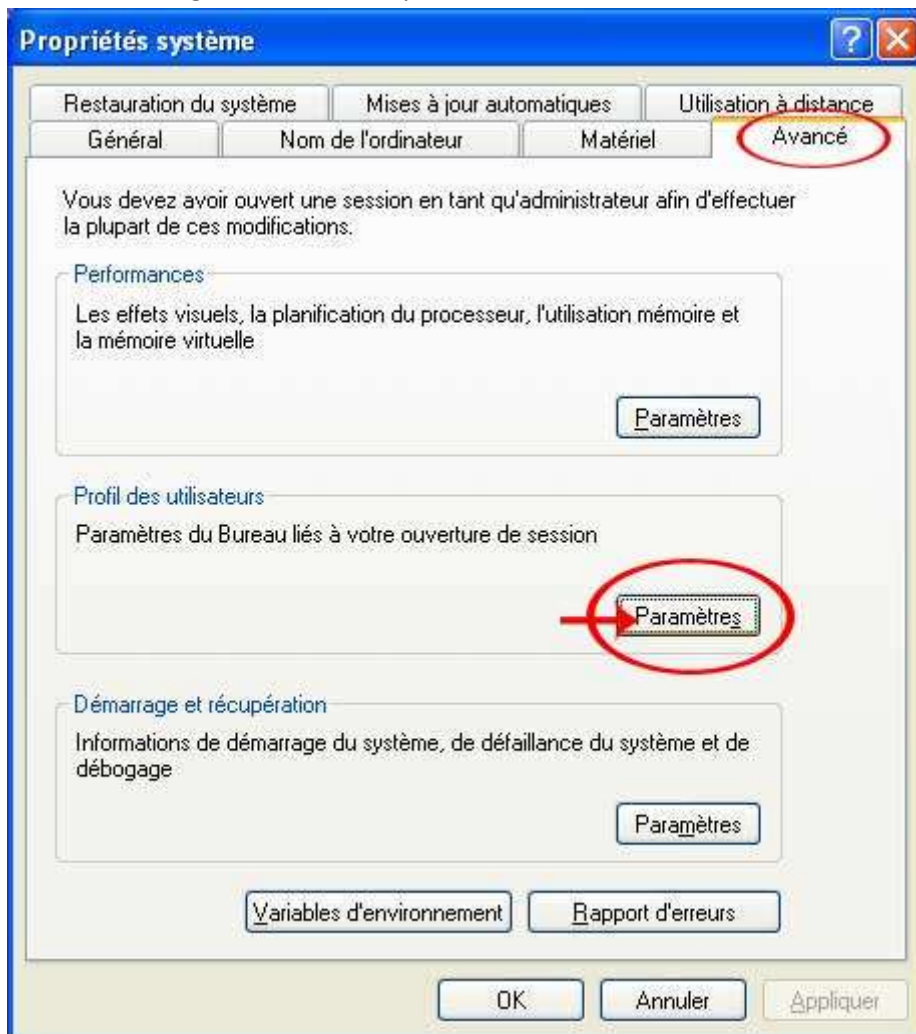 Propriétés système
Restauration du système Mises à jour automatiques Utilisation à distance
Général Nom de l'ordinateur Matériel Avancé
Vous devez avoir ouvert une session en tant qu'administrateur afin d'effectuer
la plupart de ces modifications.
Performances
Les effets visuels, la planification du processeur, l'utilisation mémoire et
la mémoire virtuelle
Paramètres
Profil des utilisateurs
Paramètres du Bureau liés à votre ouverture de session
Paramètres
Démarrage et récupération
Informations de démarrage du système, de défaillance du système et de
débogage
Paramètres
Variables d'environnement Rapport d'erreurs
OK Annuler Appliquer